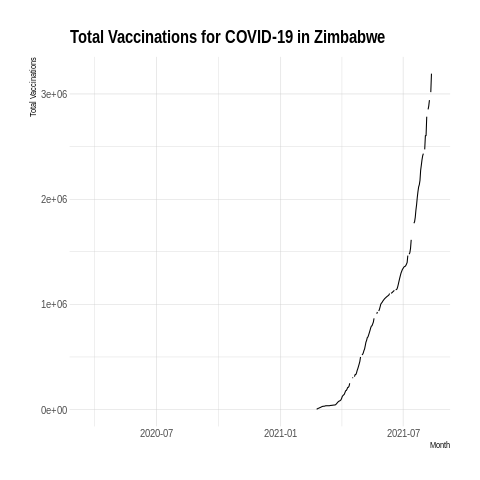 Total Vaccinations for COVID-19 in Zimbabwe
Total Vaccinations
3e+06
2e+06
1e+06
0e+00
2020-07
2021-01
2021-07
Month